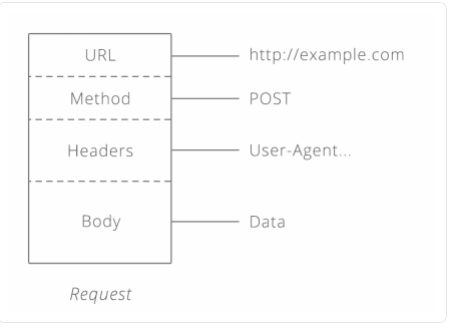 URL http://example.com
Method POST
Headers User-Agent...
Body Data
Request